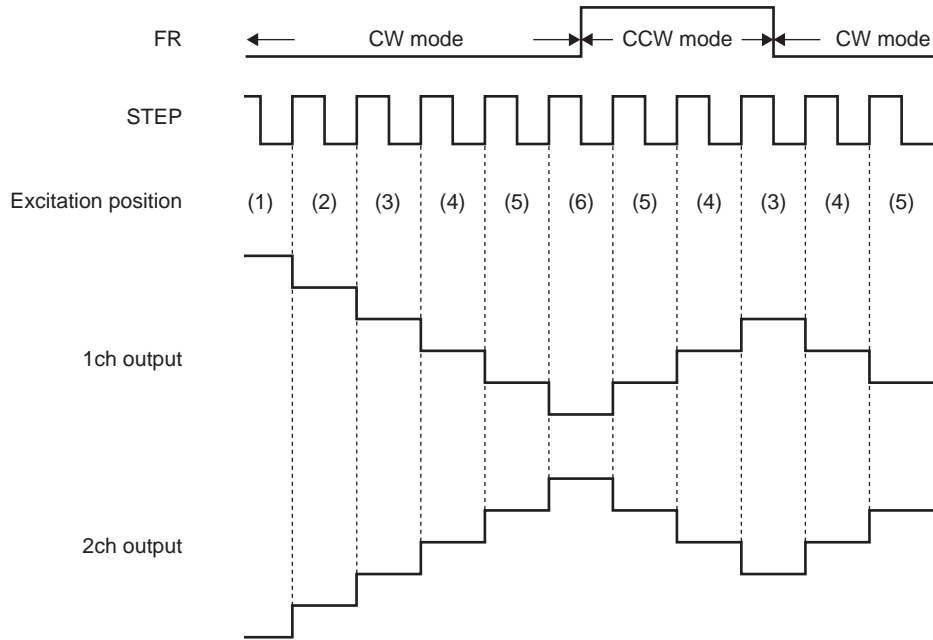 FR
CW mode
CCW mode
CW mode
STEP
Excitation position
(1) (2) (3) (4) (5) (6) (5) (4) (3) (4) (5)
1ch output
2ch output